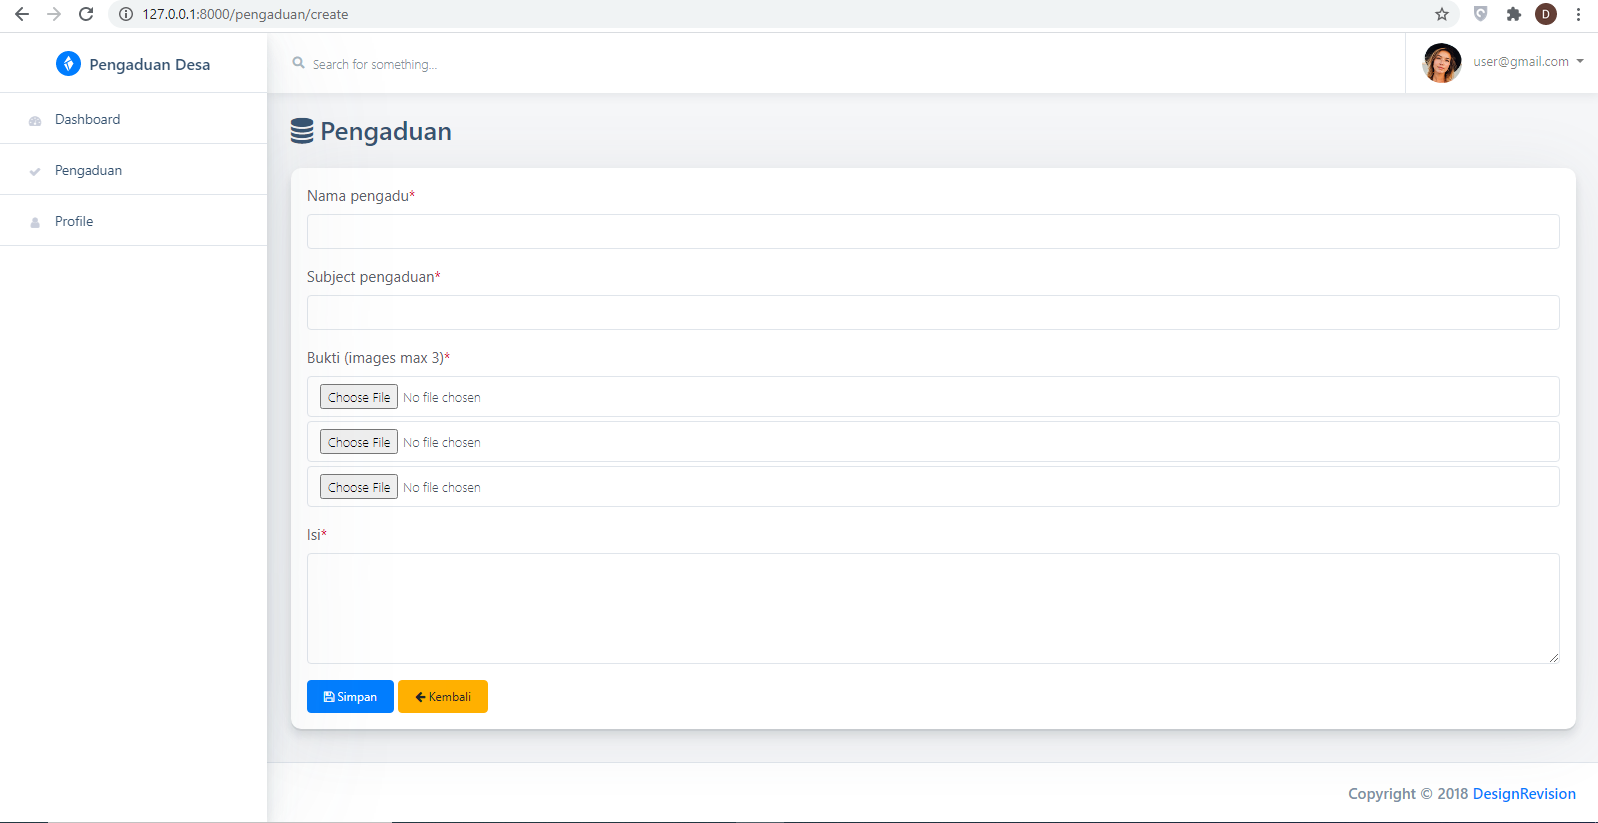 127.0.0.1:8000/pengaduan/create
D
Pengaduan Desa
Search for something...
user@gmail.com
Dashboard
Pengaduan
Profile
Pengaduan
Nama pengadu*
Subject pengaduan*
Bukti (images max 3)*
Choose File No file chosen
Choose File No file chosen
Choose File No file chosen
Isi*
Simpan Kembali
Copyright © 2018 DesignRevision